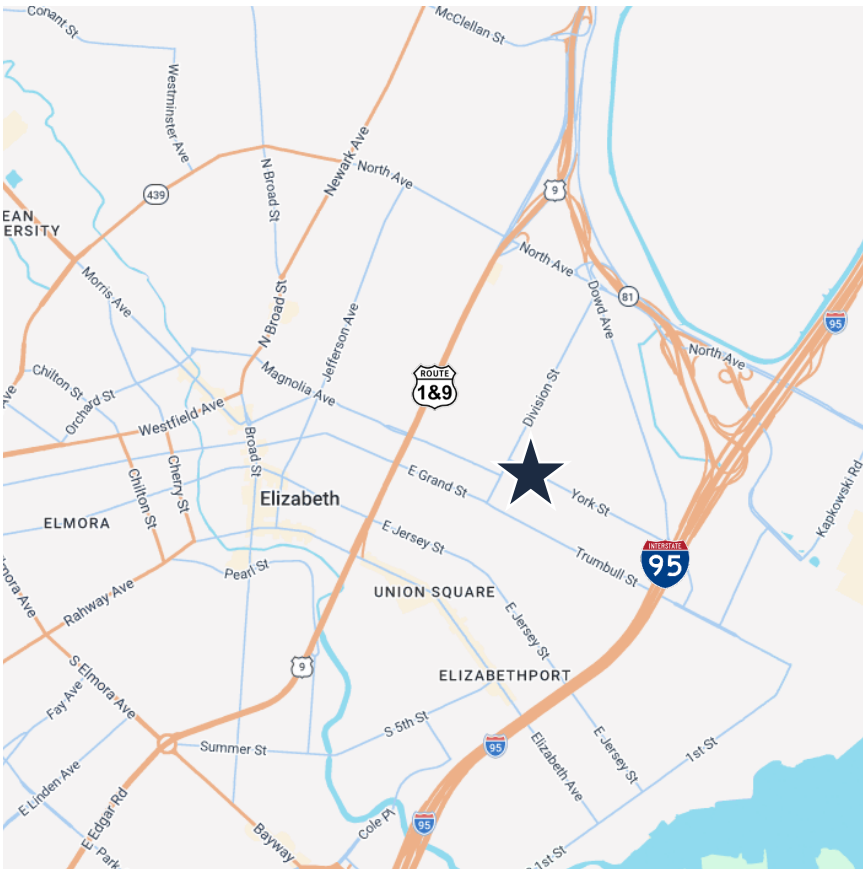 Conant St
McClellan St
Westminster Ave
Newark Ave
North Ave
N Broad St
439
9
EAN
ERSITY
North Ave
Morris Ave
N Broad St
Dowd Ave
81
95
Jefferson Ave
North Ave
Chilton St
Magnolia Ave
ROUTE
1&9
Division St
Ave
Orchard St
Westfield Ave
Broad St
Cherry St
Chilton St
E Grand St
York St
Kapkowski Rd
Elizabeth
ELMORA
E Jersey St
INTERSTATE
95
Trumbull St
lmora Ave
Pearl St
Rahway Ave
UNION SQUARE
E Jersey St
9
ELIZABETHPORT
S Elmora Ave
Fay Ave
S 5th St
Summer St
95
E Jersey St
1st St
Elizabeth Ave
E Linden Ave
E Edgar Rd
95
Cole Pl
Bayway
E Park
1st St